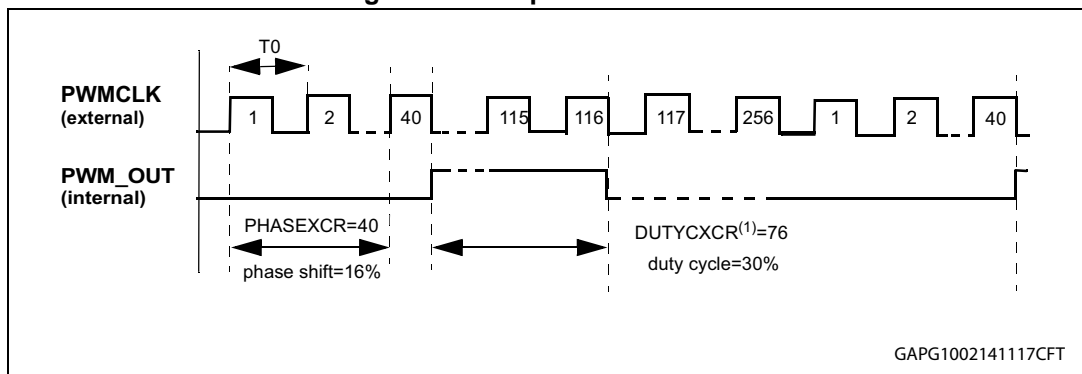 T0
PWMCLK
(external)
1 2 40 115 116 117 256 1 2 40
PWM_OUT
(internal)
PHASEXCR=40
phase shift=16%
DUTYCXCR(1)=76
duty cycle=30%
GAPG1002141117CFT